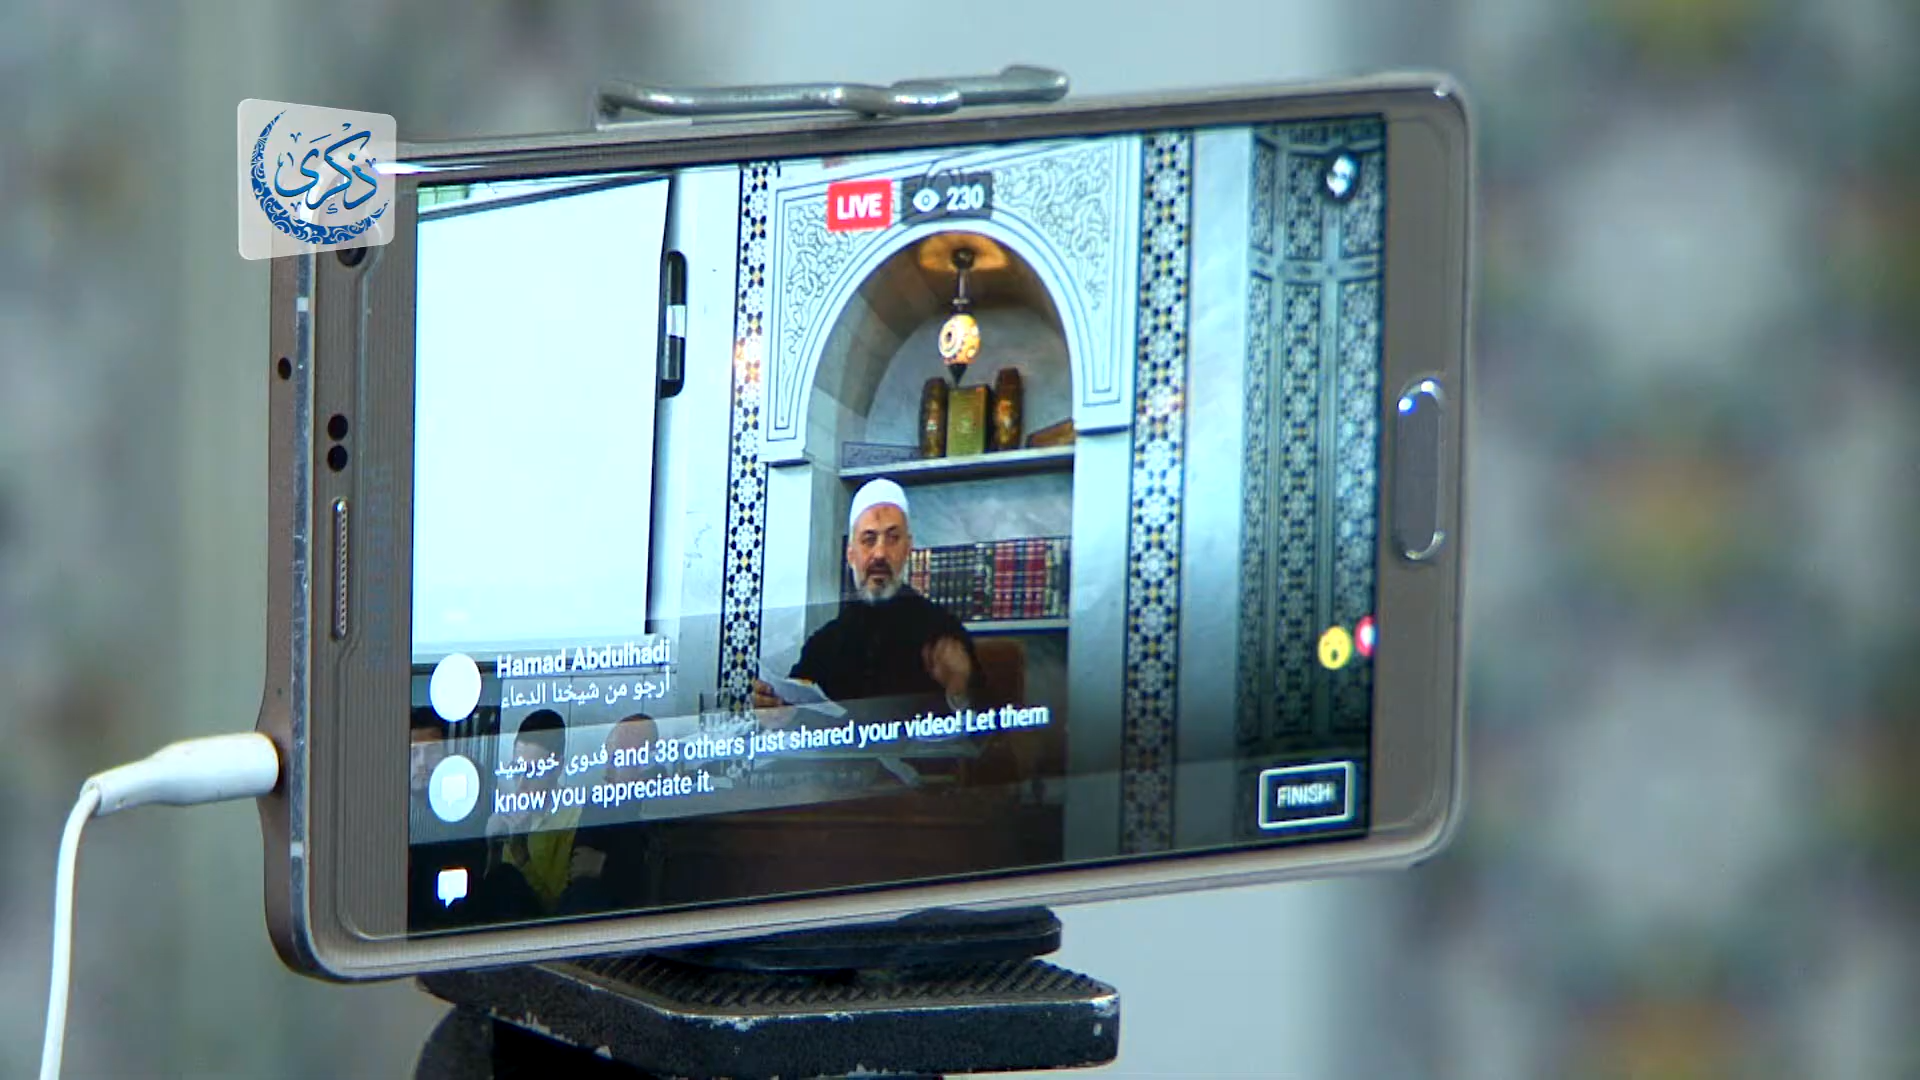 ذكرى
LIVE 230
Hamad Abdulhadi
أرجو من شيخنا الدعاء
فدوى خورشيد and 38 others just shared your video! Let them
know you appreciate it.
FINISH